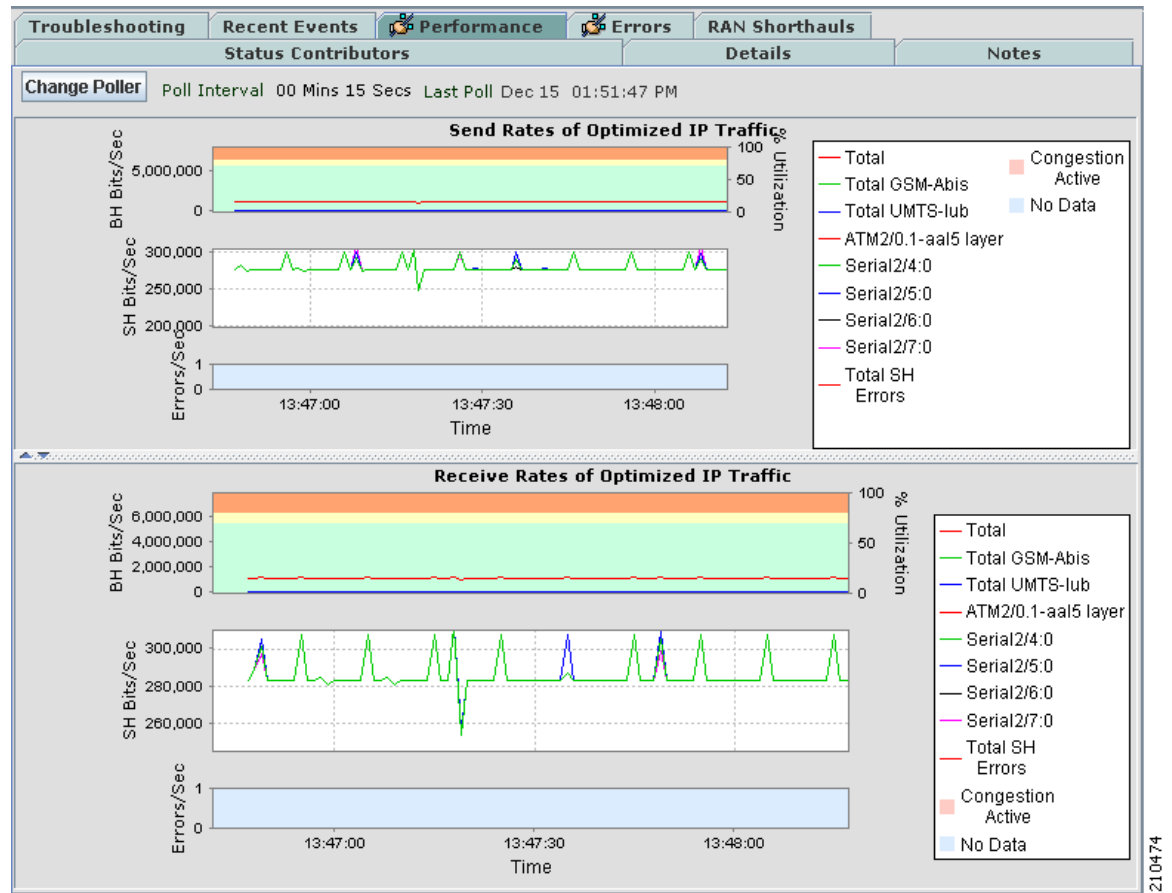 Troubleshooting
Recent Events
Performance
Errors
RAN Shorthauls
Status Contributors
Details
Notes
Change Poller
Poll Interval 00 Mins 15 Secs Last Poll Dec 15 01:51:47 PM
Send Rates of Optimized IP Traffic
BH Bits/Sec
5,000,000
0
100
50
0
% Utilization
SH Bits/Sec
300,000
250,000
200,000
Errors/Sec
1
0
13:47:00
13:47:30
13:48:00
Time
Total
Total GSM-Abis
Total UMTS-Iub
ATM2/0.1-aal5 layer
Serial2/4:0
Serial2/5:0
Serial2/6:0
Serial2/7:0
Total SH
Errors
Congestion
Active
No Data
Receive Rates of Optimized IP Traffic
BH Bits/Sec
6,000,000
4,000,000
2,000,000
0
100
50
0
% Utilization
SH Bits/Sec
300,000
280,000
260,000
Errors/Sec
1
0
13:47:00
13:47:30
13:48:00
Time
Total
Total GSM-Abis
Total UMTS-Iub
ATM2/0.1-aal5 layer
Serial2/4:0
Serial2/5:0
Serial2/6:0
Serial2/7:0
Total SH
Errors
Congestion
Active
No Data
210474